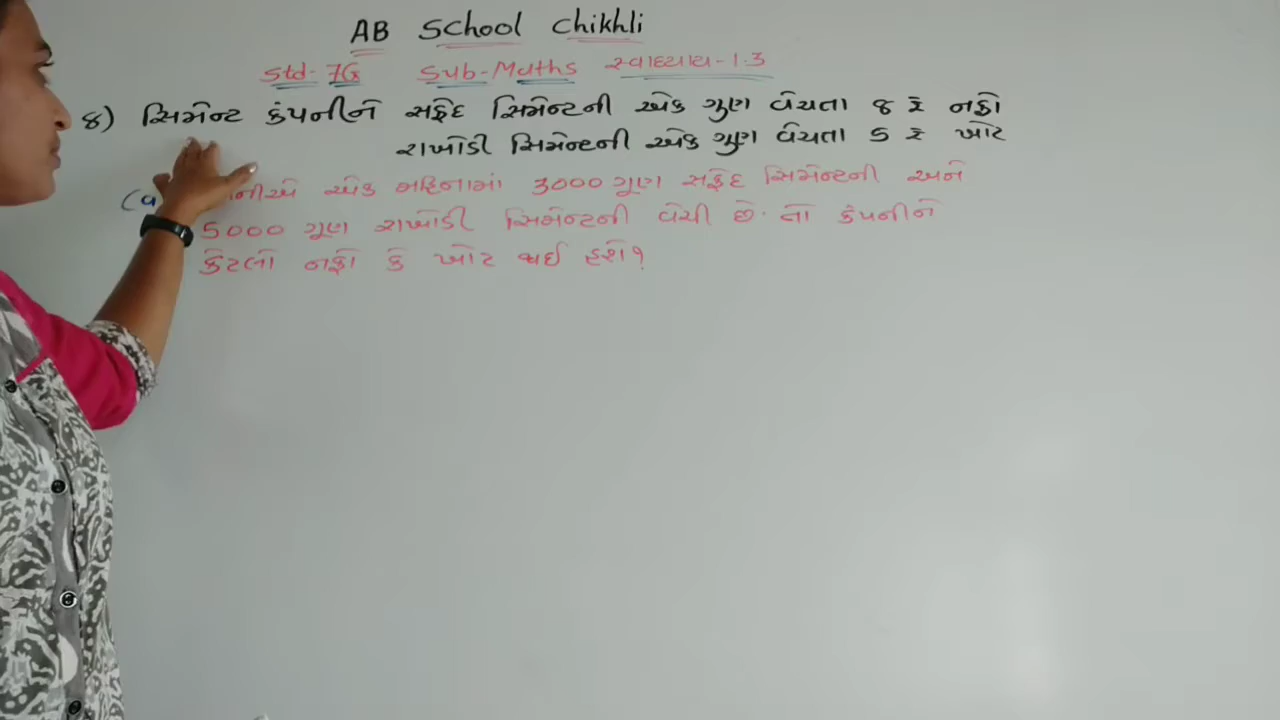 AB School Chikhli
Std-7G Sub-Maths સ્વાધ્યાય-1.3
8) સિમેન્ટ કંપનીને સફેદ સિમેન્ટની એક ગુણ વેચતા 8 રૂ નફો
રાખોડી સિમેન્ટની એક ગુણ વેચતા 5 રૂ ખોટ
એક મહિનામાં 3000 ગુણ સફેદ સિમેન્ટની અને
5000 ગુણ રાખોડી સિમેન્ટની વેચી છે. તો કંપનીને
કેટલો નફો કે ખોટ થઈ હશે?